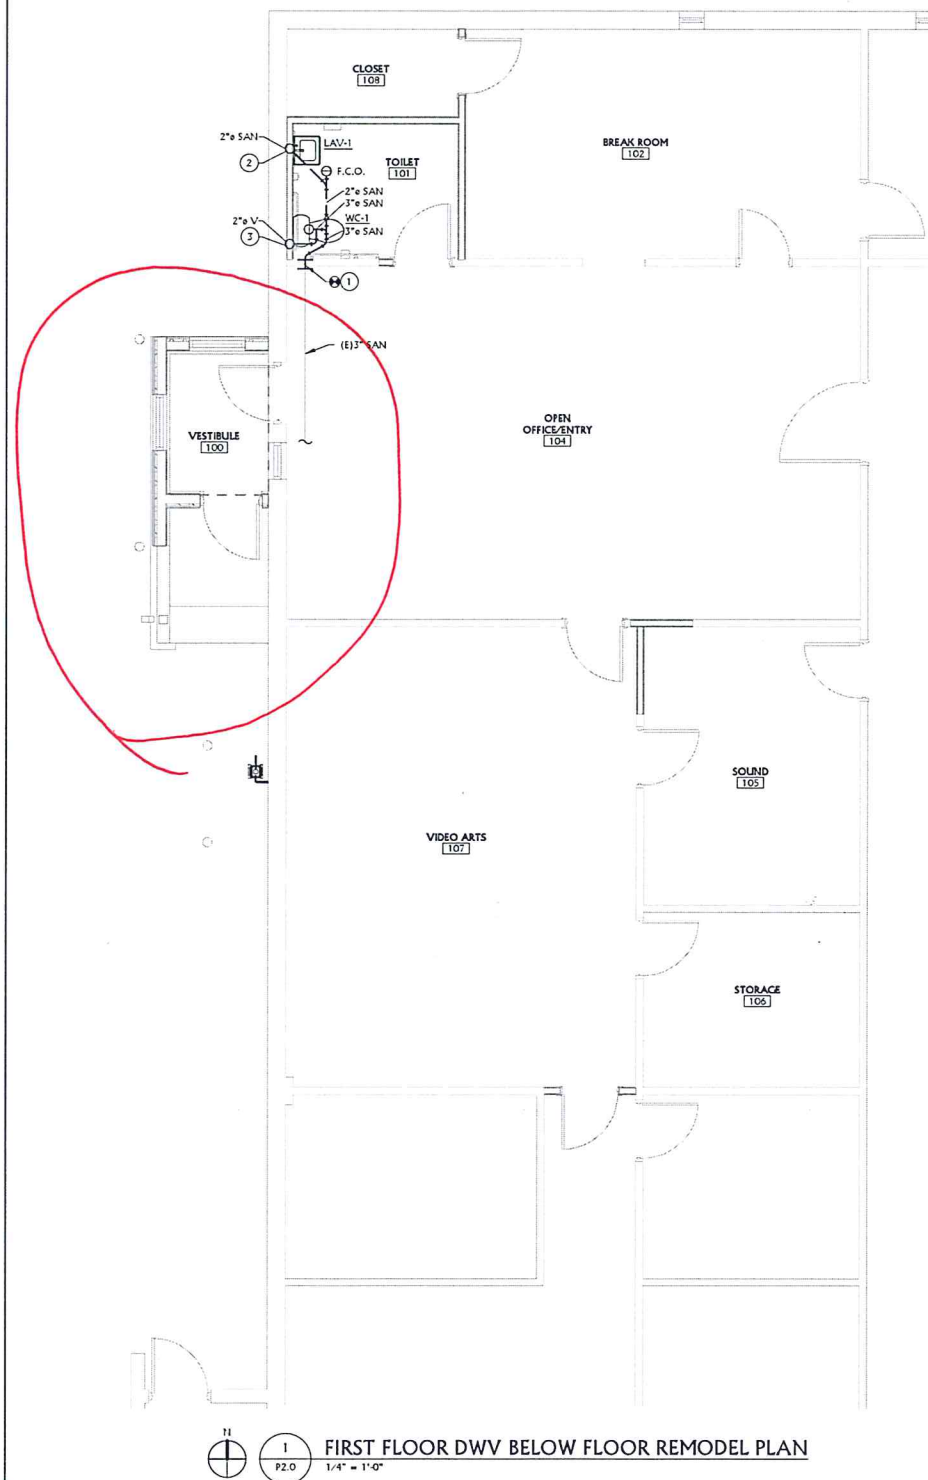 CLOSET
108
2"ø SAN
LAV-1
2
F.C.O.
TOILET
101
BREAK ROOM
102
2"ø SAN
3"ø SAN
2"ø V
WC-1
3
3"ø SAN
1
(E)3" SAN
VESTIBULE
100
OPEN
OFFICE/ENTRY
104
SOUND
105
VIDEO ARTS
107
STORAGE
106
N
1
P2.0
FIRST FLOOR DWV BELOW FLOOR REMODEL PLAN
1/4" = 1'-0"